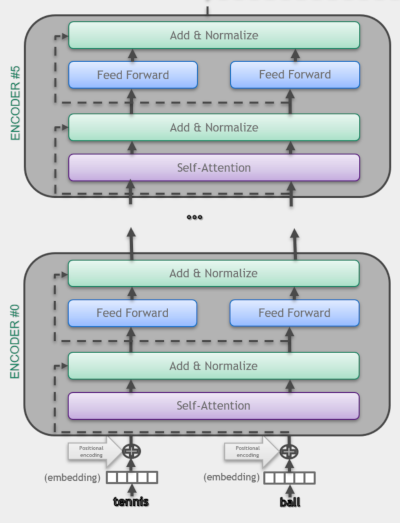 ENCODER #5
Add & Normalize
Feed Forward Feed Forward
Add & Normalize
Self-Attention
...
ENCODER #0
Add & Normalize
Feed Forward Feed Forward
Add & Normalize
Self-Attention
Positional encoding Positional encoding
(embedding) (embedding)
tennis ball